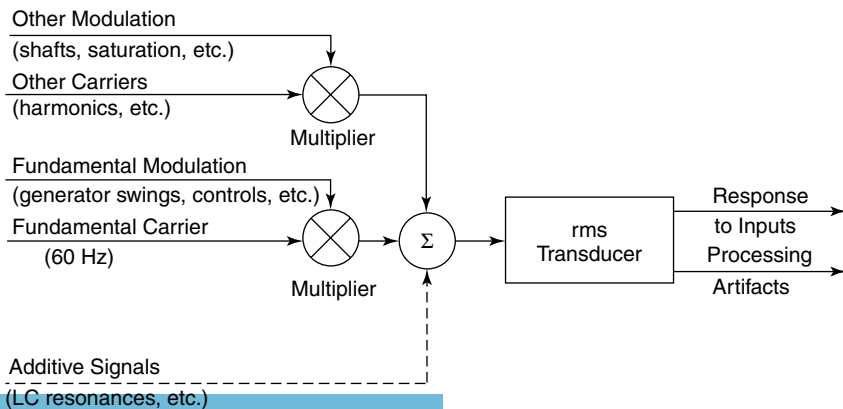 Other Modulation
(shafts, saturation, etc.)
Other Carriers
(harmonics, etc.)
Multiplier
Fundamental Modulation
(generator swings, controls, etc.)
Fundamental Carrier
(60 Hz)
Multiplier
Σ
rms
Transducer
Response
to Inputs
Processing
Artifacts
Additive Signals
(LC resonances, etc.)